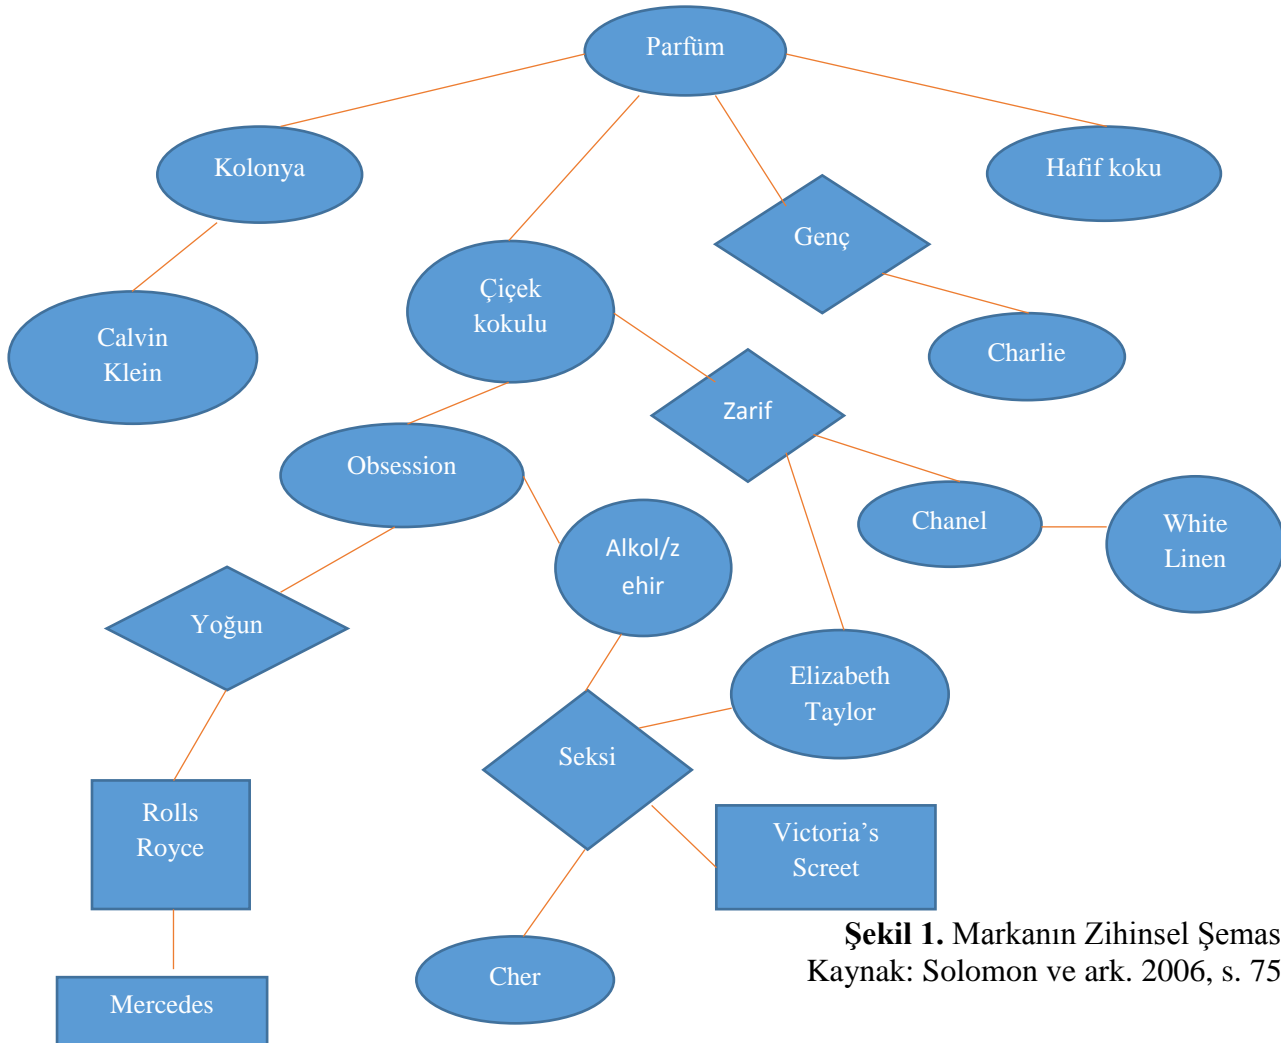 Parfüm
Kolonya
Hafif koku
Genç
Çiçek
kokulu
Calvin
Klein
Charlie
Zarif
Obsession
Chanel
White
Linen
Alkol/z
ehir
Yoğun
Elizabeth
Taylor
Seksi
Rolls
Royce
Victoria’s
Screet
Şekil 1. Markanın Zihinsel Şemas
Kaynak: Solomon ve ark. 2006, s. 75
Cher
Mercedes